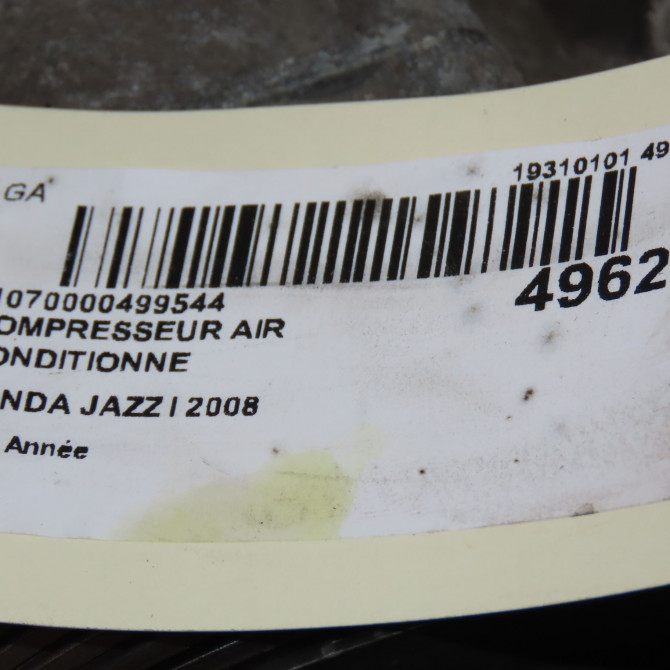 GA
19310101 49
1070000499544
4962
OMPRESSEUR AIR
ONDITIONNE
NDA JAZZ I 2008
Année